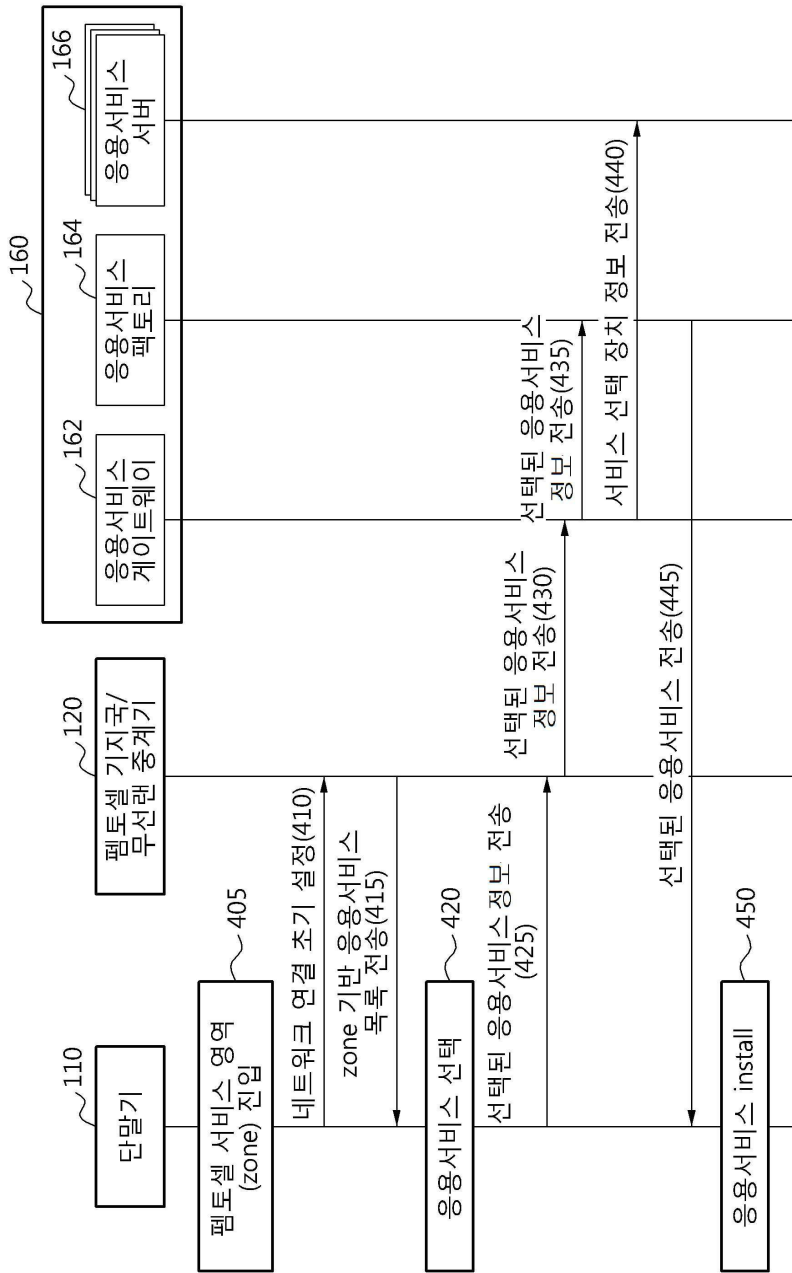 160
110
단말기
120
펨토셀 기지국/
무선랜 중계기
162
응용서비스
게이트웨이
164
응용서비스
팩토리
166
응용서비스
서버
405
펨토셀 서비스 영역
(zone) 진입
네트워크 연결 초기 설정(410)
zone 기반 응용서비스
목록 전송(415)
420
응용서비스 선택
선택된 응용서비스정보 전송
(425)
선택된 응용서비스
정보 전송(430)
선택된 응용서비스
정보 전송(435)
서비스 선택 장치 정보 전송(440)
선택된 응용서비스 전송(445)
450
응용서비스 install